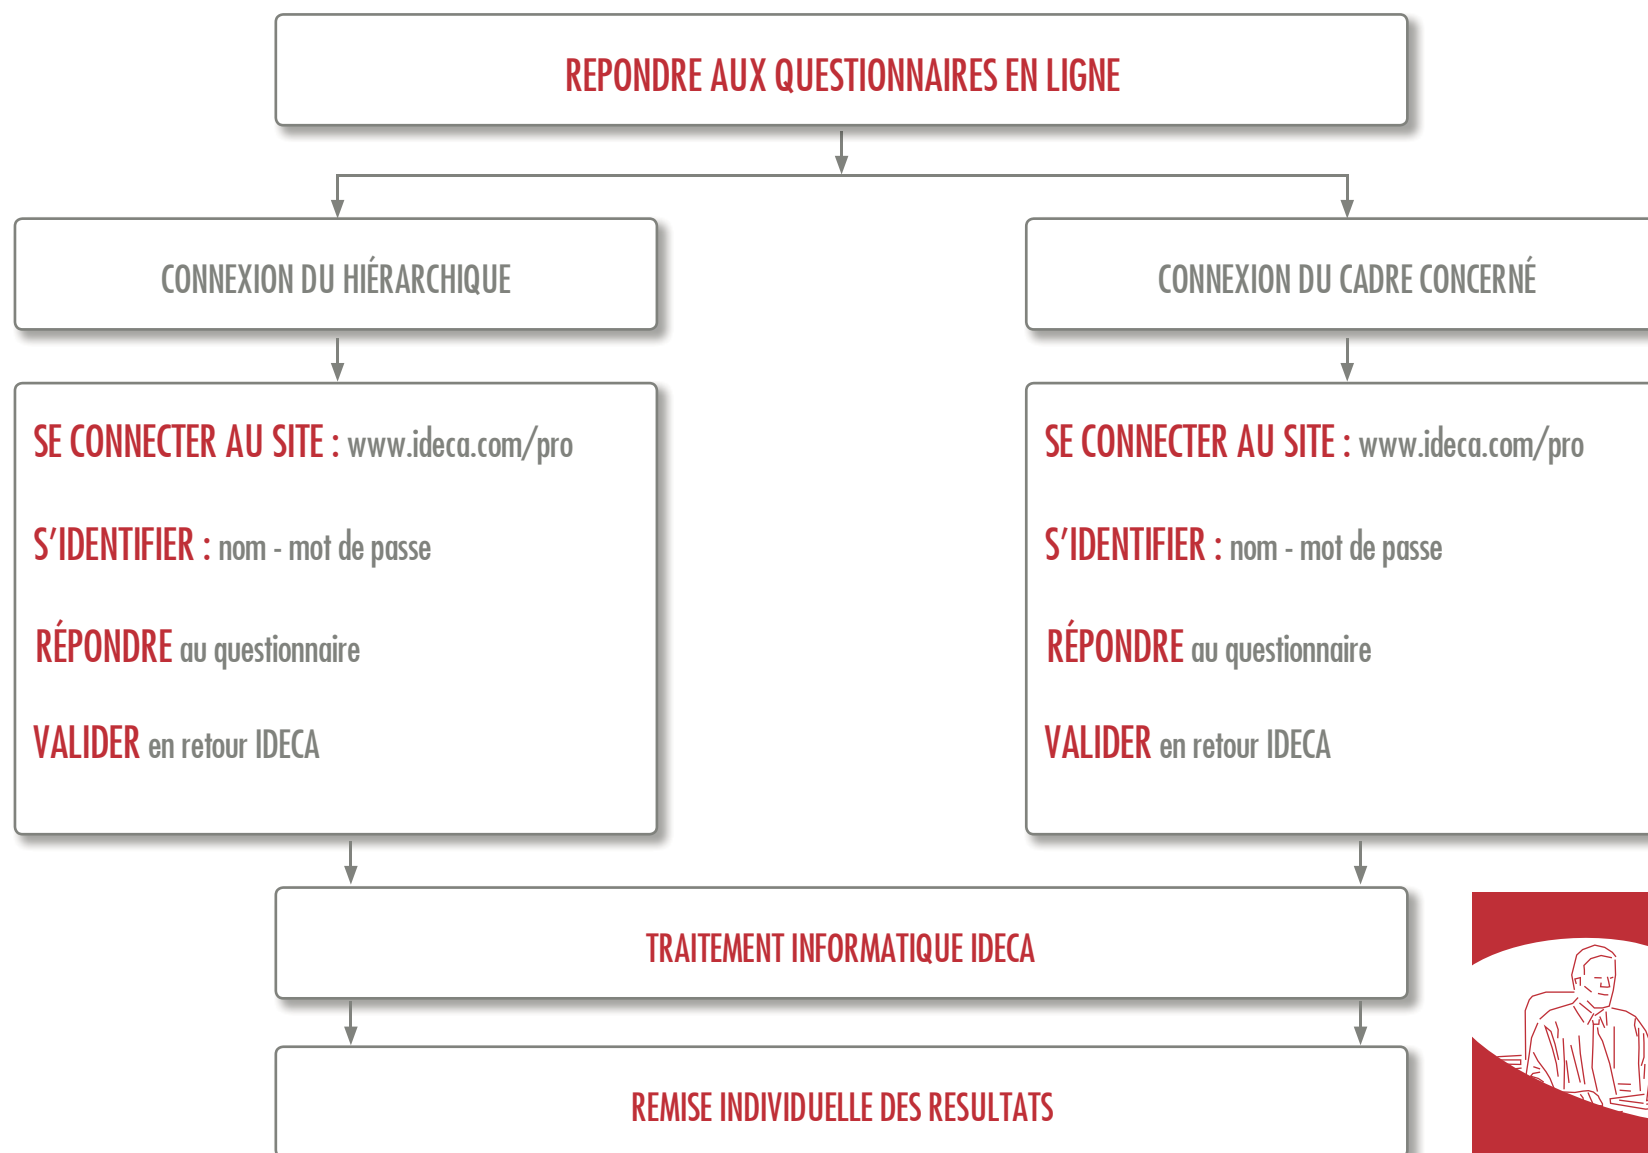 REPONDRE AUX QUESTIONNAIRES EN LIGNE
CONNEXION DU HIÉRARCHIQUE
CONNEXION DU CADRE CONCERNÉ
SE CONNECTER AU SITE : www.ideca.com/pro
S’IDENTIFIER : nom - mot de passe
RÉPONDRE au questionnaire
VALIDER en retour IDECA
SE CONNECTER AU SITE : www.ideca.com/pro
S’IDENTIFIER : nom - mot de passe
RÉPONDRE au questionnaire
VALIDER en retour IDECA
TRAITEMENT INFORMATIQUE IDECA
REMISE INDIVIDUELLE DES RESULTATS